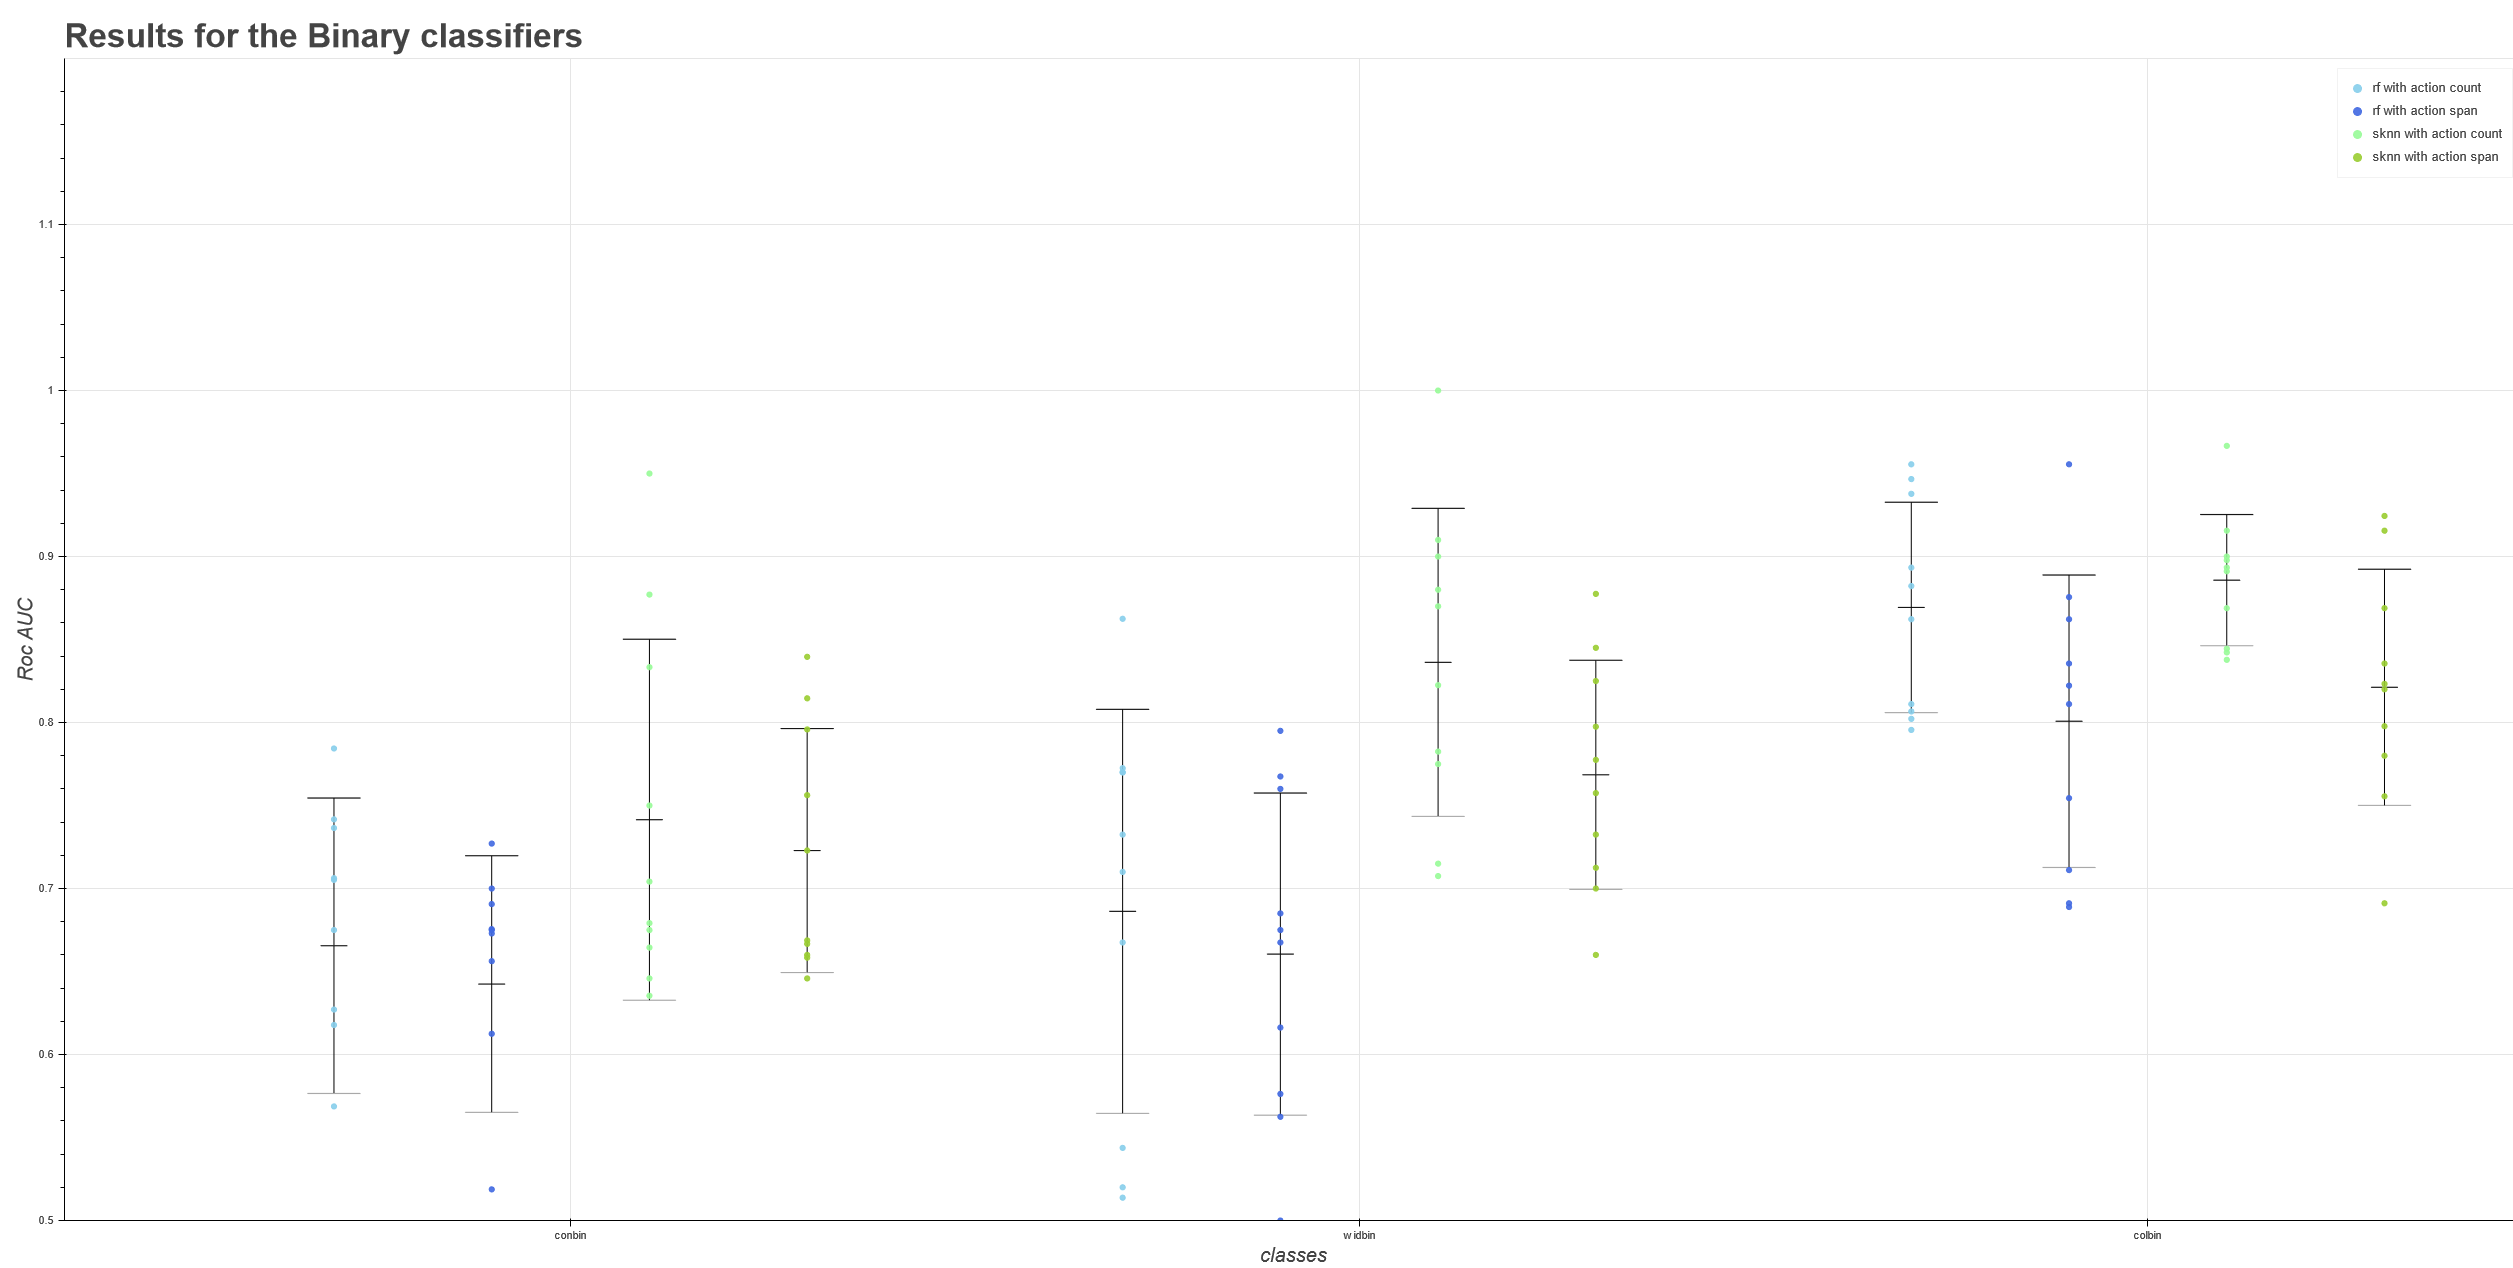 Results for the Binary classifiers
rf with action count
rf with action span
sknn with action count
sknn with action span
1.1
1
0.9
0.8
0.7
0.6
0.5
Roc AUC
conbin
widbin
colbin
classes